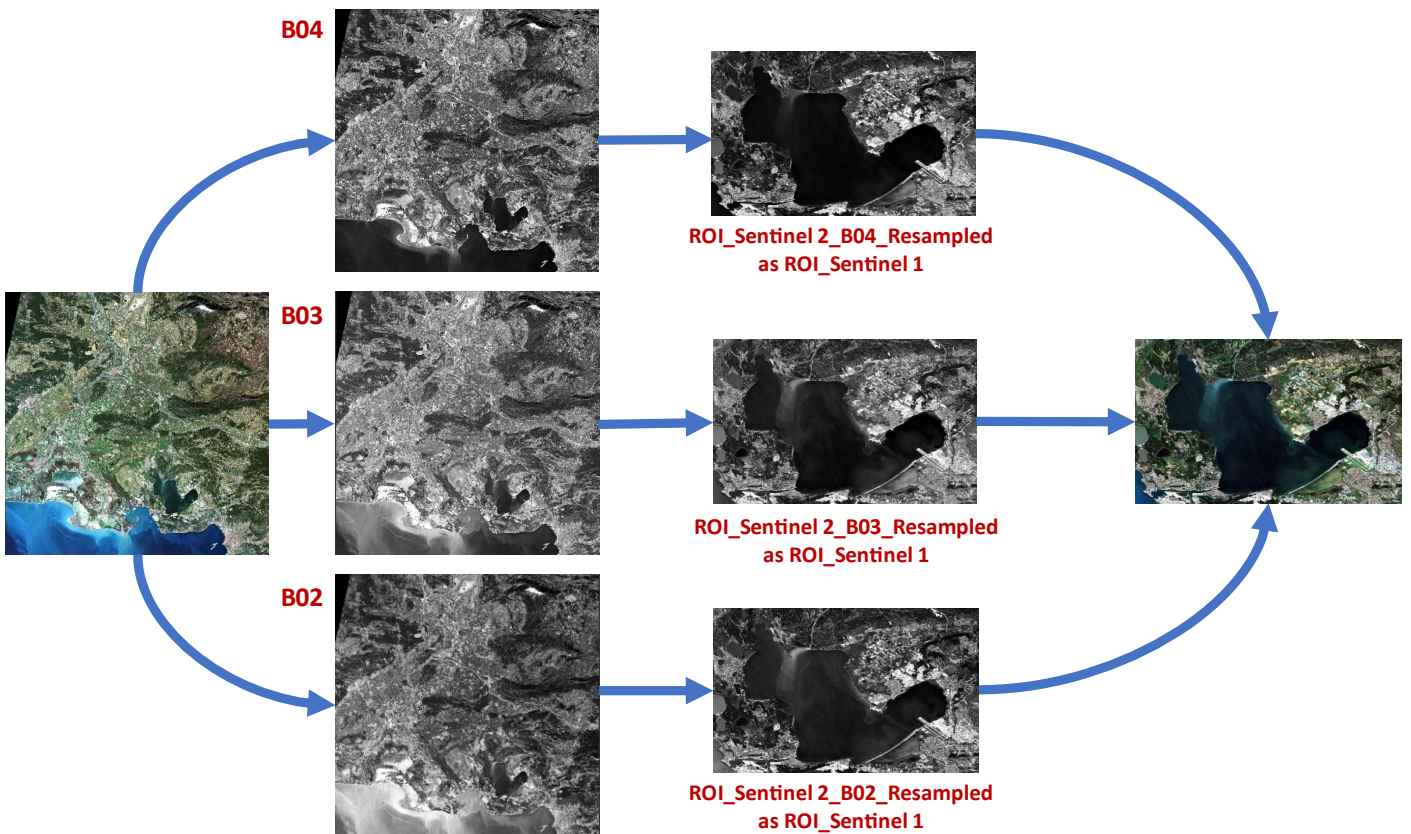 B04
ROI_Sentinel 2_B04_Resampled
as ROI_Sentinel 1
B03
ROI_Sentinel 2_B03_Resampled
as ROI_Sentinel 1
B02
ROI_Sentinel 2_B02_Resampled
as ROI_Sentinel 1